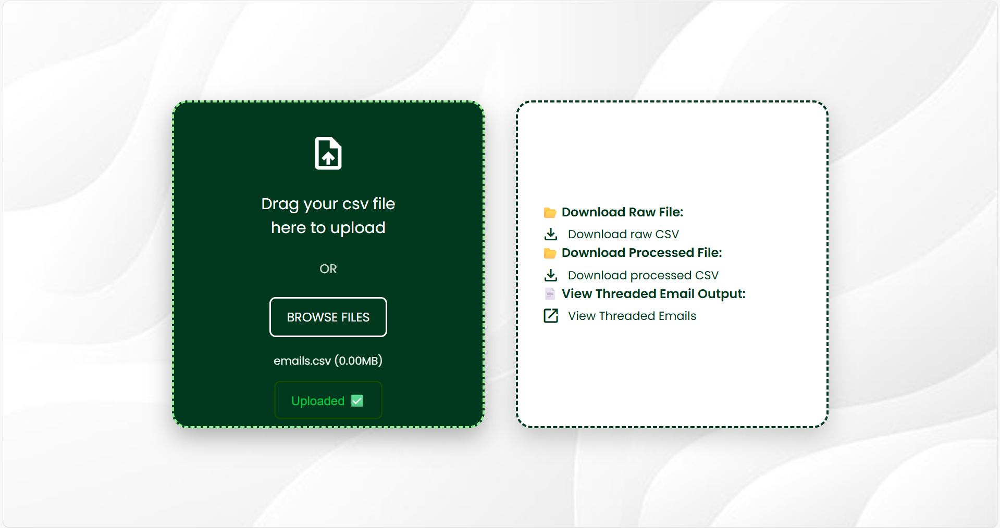 Drag your csv file
here to upload
OR
BROWSE FILES
emails.csv (0.00MB)
Uploaded ✅
📂 Download Raw File:
Download raw CSV
📂 Download Processed File:
Download processed CSV
📄 View Threaded Email Output:
View Threaded Emails